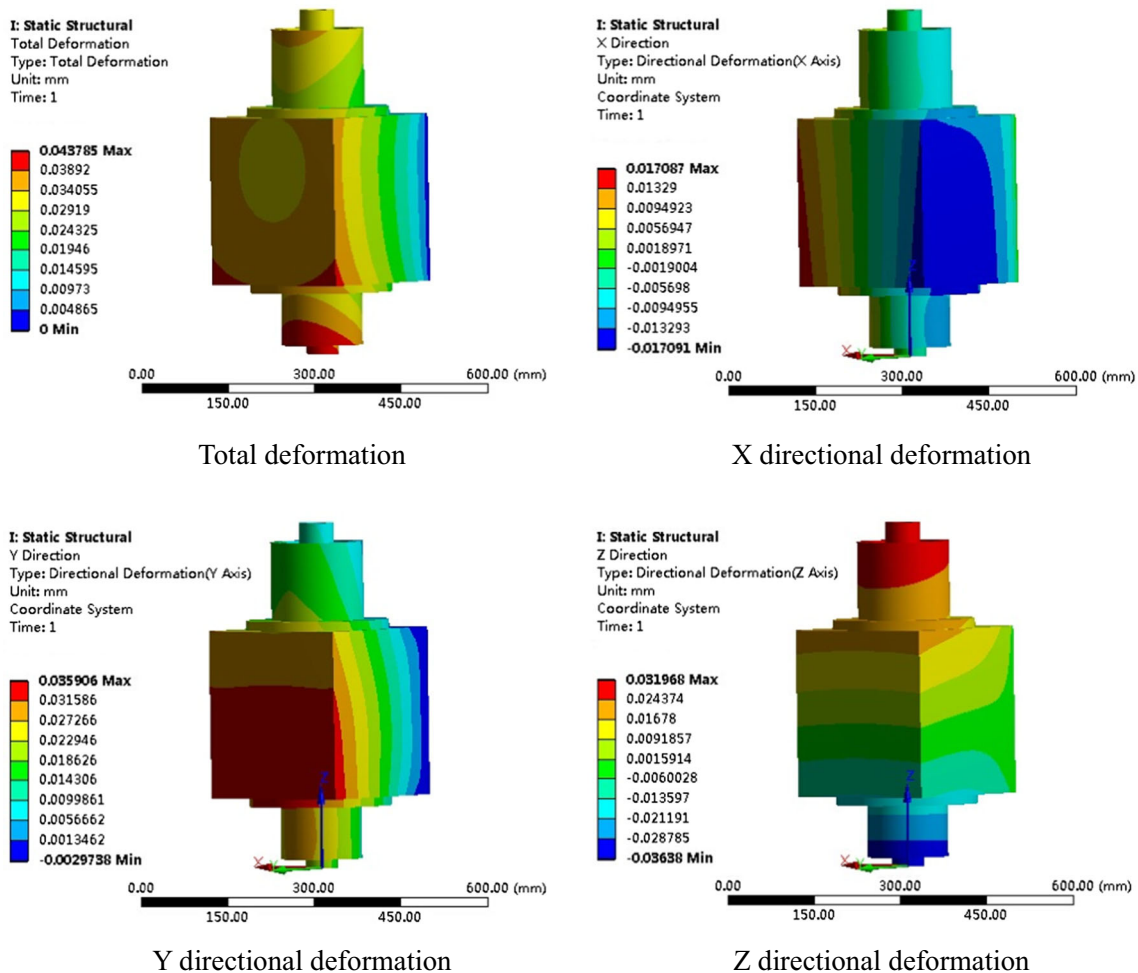 I: Static Structural
Total Deformation
Type: Total Deformation
Unit: mm
Time: 1
0.043785 Max
0.03892
0.034055
0.02919
0.024325
0.01946
0.014595
0.00973
0.004865
0 Min
0.00 300.00 600.00 (mm)
150.00 450.00
Total deformation
I: Static Structural
X Direction
Type: Directional Deformation(X Axis)
Unit: mm
Coordinate System
Time: 1
0.017087 Max
0.01329
0.0094923
0.0056947
0.0018971
-0.0019004
-0.005698
-0.0094955
-0.013293
-0.017091 Min
Z
X
Y
0.00 300.00 600.00 (mm)
150.00 450.00
X directional deformation
I: Static Structural
Y Direction
Type: Directional Deformation(Y Axis)
Unit: mm
Coordinate System
Time: 1
0.035906 Max
0.031586
0.027266
0.022946
0.018626
0.014306
0.0099861
0.0056662
0.0013462
-0.0029738 Min
Z
X
Y
0.00 300.00 600.00 (mm)
150.00 450.00
Y directional deformation
I: Static Structural
Z Direction
Type: Directional Deformation(Z Axis)
Unit: mm
Coordinate System
Time: 1
0.031968 Max
0.024374
0.01678
0.0091857
0.0015914
-0.0060028
-0.013597
-0.021191
-0.028785
-0.03638 Min
Z
X
Y
0.00 300.00 600.00 (mm)
150.00 450.00
Z directional deformation